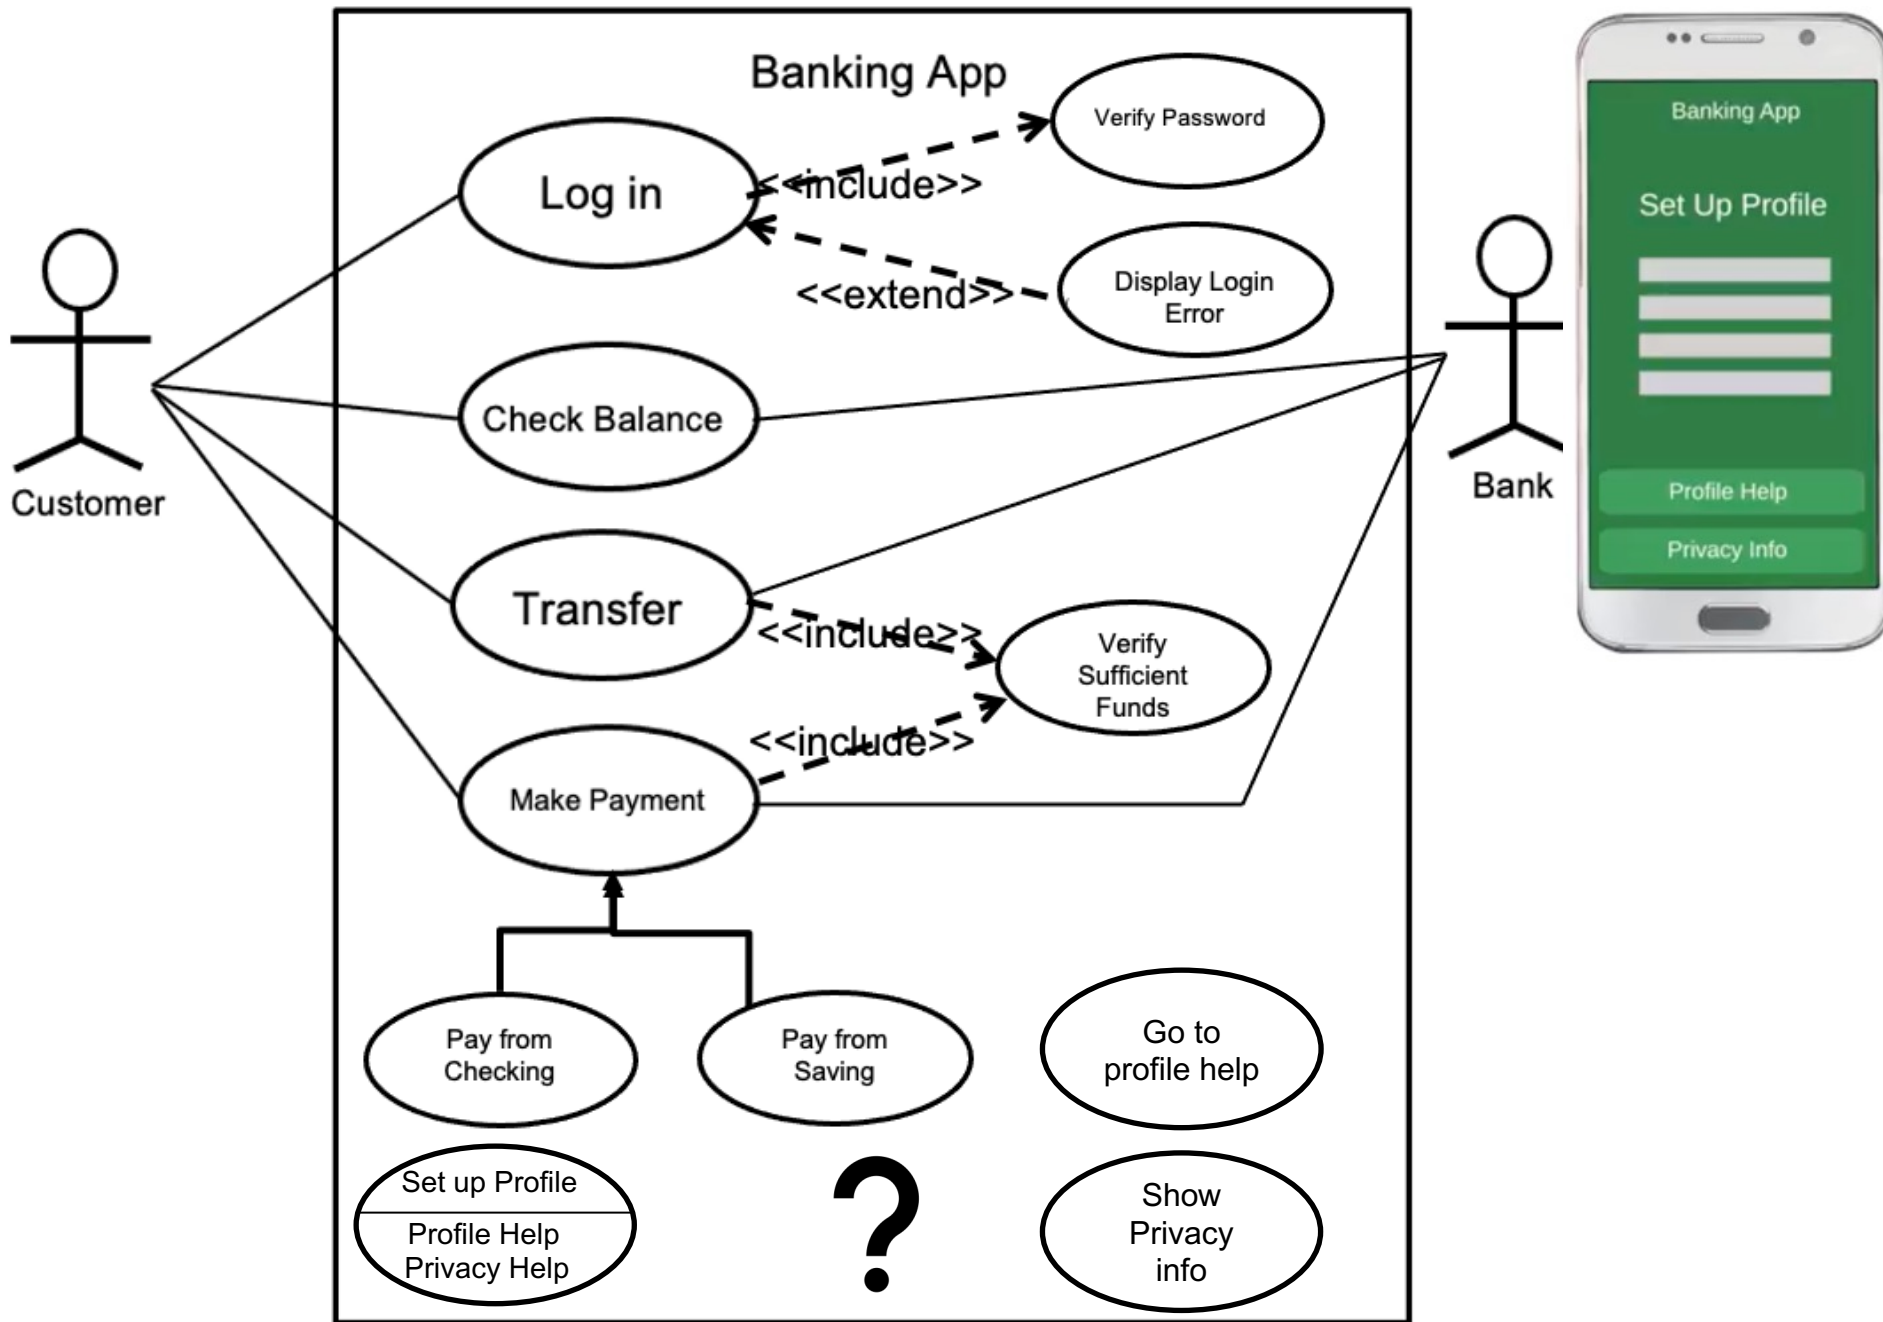 Banking App
Verify Password
Log in
<<include>>
Display Login
Error
<<extend>>
Check Balance
Customer
Bank
Transfer
<<include>>
Verify
Sufficient
Funds
<<include>>
Make Payment
Pay from
Checking
Pay from
Saving
Go to
profile help
Set up Profile
Profile Help
Privacy Help
?
Show
Privacy
info
Banking App
Set Up Profile
Profile Help
Privacy Info